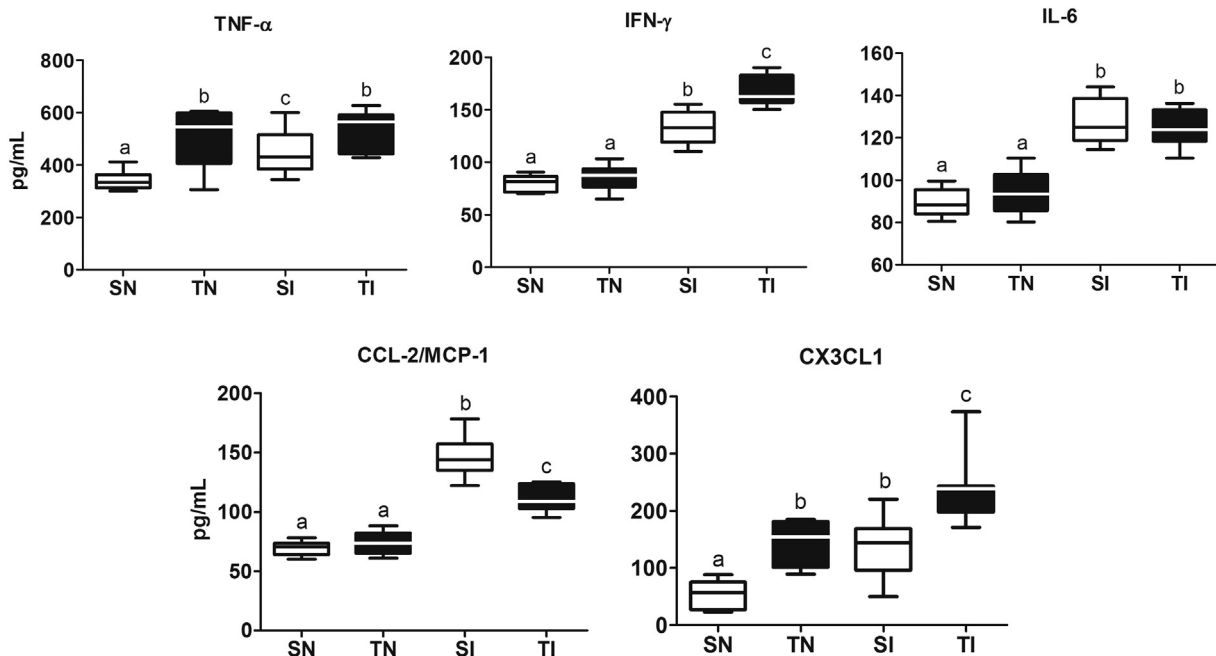 TNF-α
800
600
400
200
0
pg/mL
a
b
c
b
SN TN SI TI
IFN-γ
200
150
100
50
0
a
a
b
c
SN TN SI TI
IL-6
160
140
120
100
80
60
a
a
b
b
SN TN SI TI
CCL-2/MCP-1
200
150
100
50
0
pg/mL
a
a
b
c
SN TN SI TI
CX3CL1
400
300
200
100
0
a
b
b
c
SN TN SI TI